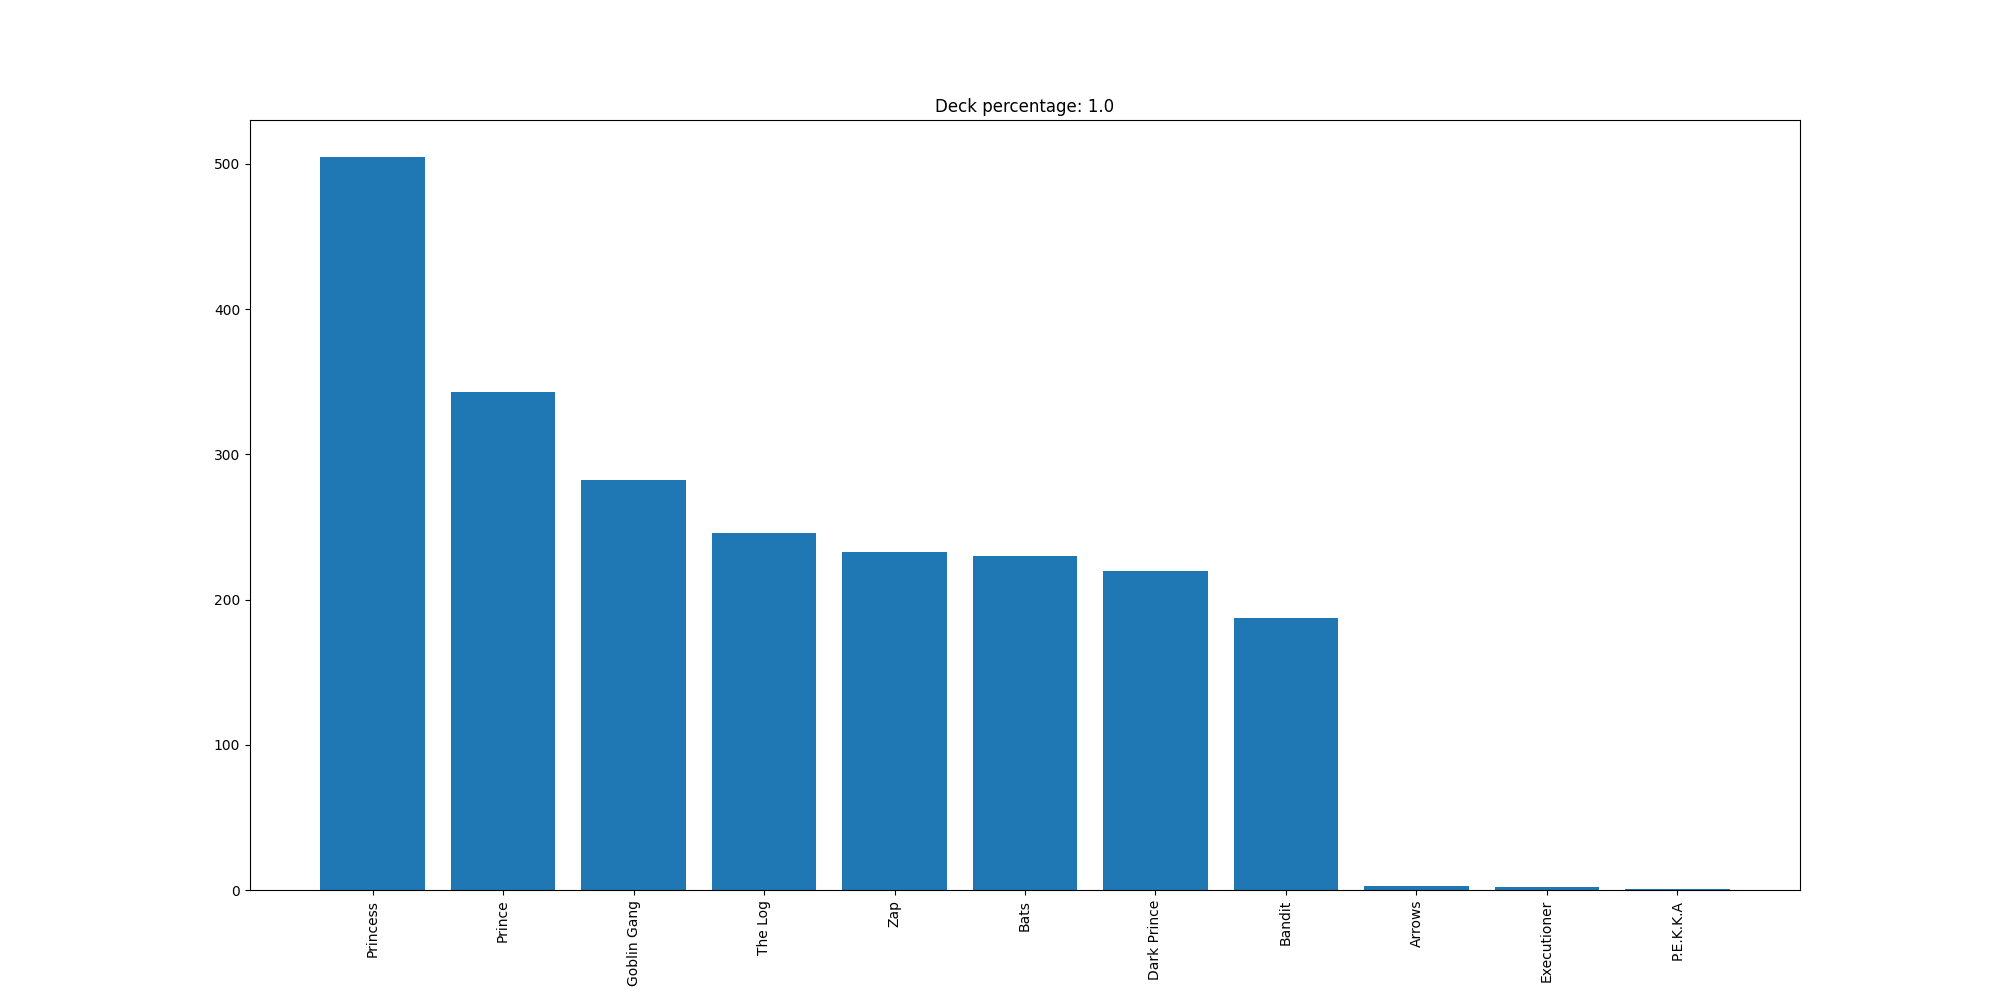 Deck percentage: 1.0
500
400
300
200
100
0
Princess
Prince
Goblin Gang
The Log
Zap
Bats
Dark Prince
Bandit
Arrows
Executioner
P.E.K.K.A